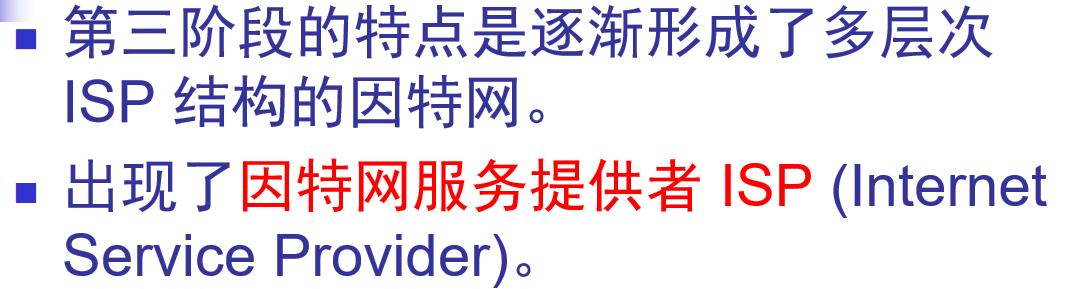 第三阶段的特点是逐渐形成了多层次
ISP 结构的因特网。
出现了因特网服务提供者 ISP (Internet
Service Provider)。